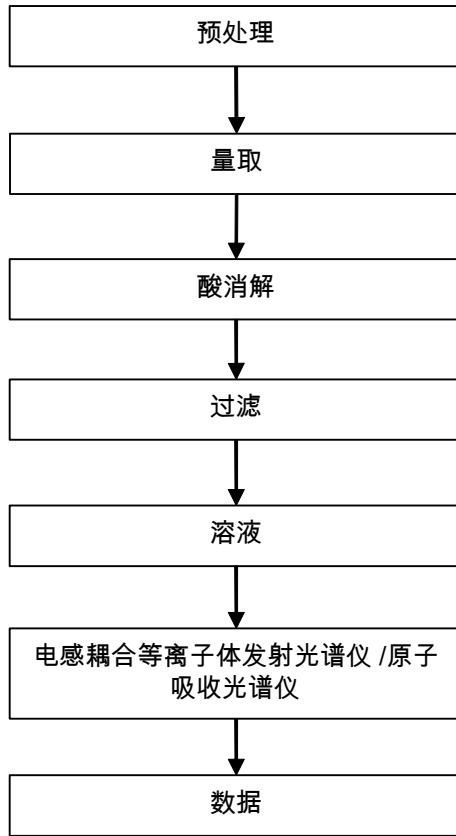 预处理
量取
酸消解
过滤
溶液
电感耦合等离子体发射光谱仪 /原子
吸收光谱仪
数据